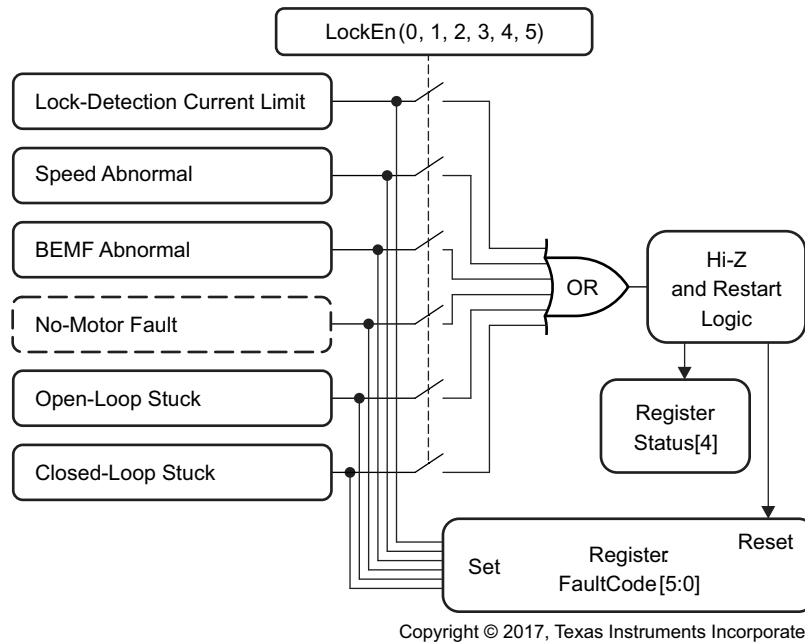 LockEn(0, 1, 2, 3, 4, 5)
Lock-Detection Current Limit
Speed Abnormal
BEMF Abnormal
No-Motor Fault
Open-Loop Stuck
Closed-Loop Stuck
OR
Hi-Z
and Restart
Logic
Register
Status[4]
Reset
Set
Register.
FaultCode[5:0]
Copyright © 2017, Texas Instruments Incorporate